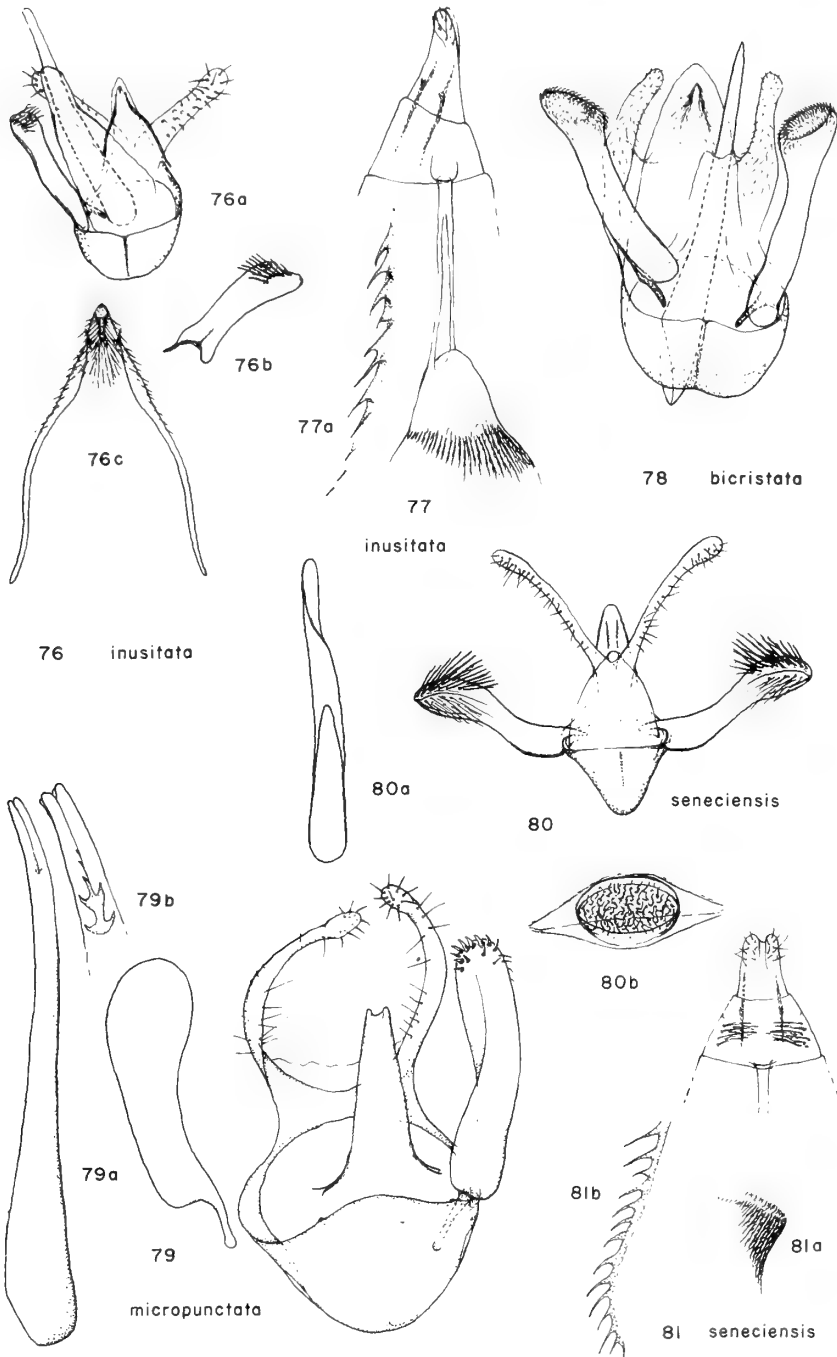 76a
76b
76c
77a
77
inusitata
78 bicristata
76 inusitata
80a
80
seneciensis
79b
80b
79a
79
micropunctata
81b
81a
81 seneciensis